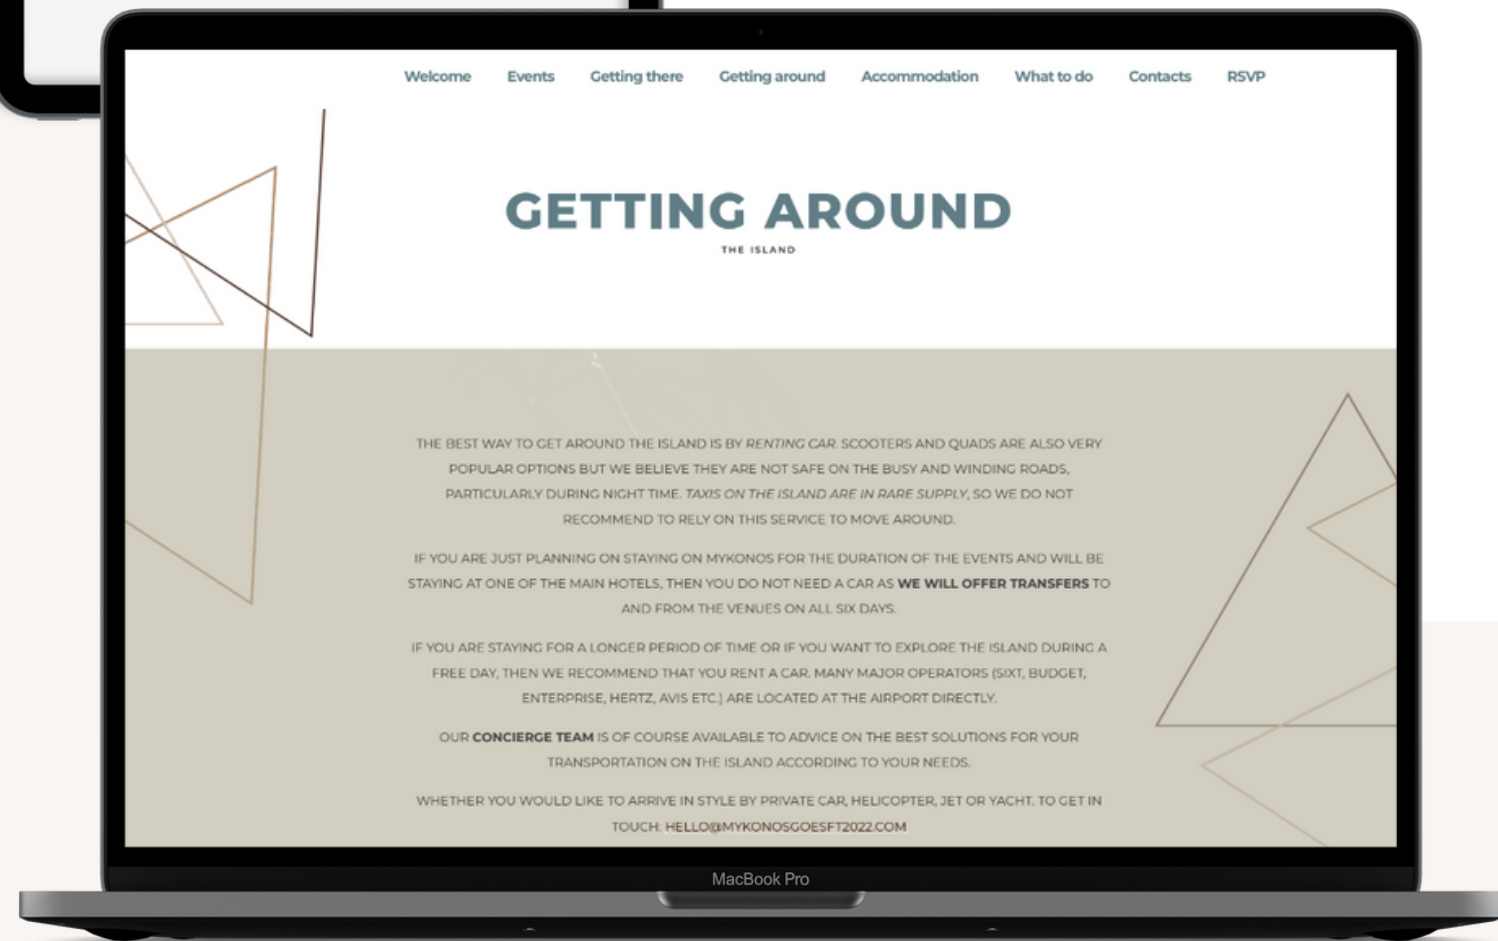 Welcome Events Getting there Getting around Accommodation What to do Contacts RSVP
GETTING AROUND
THE ISLAND
THE BEST WAY TO GET AROUND THE ISLAND IS BY RENTING CAR. SCOOTERS AND QUADS ARE ALSO VERY
POPULAR OPTIONS BUT WE BELIEVE THEY ARE NOT SAFE ON THE BUSY AND WINDING ROADS,
PARTICULARLY DURING NIGHT TIME. TAXIS ON THE ISLAND ARE IN RARE SUPPLY, SO WE DO NOT
RECOMMEND TO RELY ON THIS SERVICE TO MOVE AROUND.
IF YOU ARE JUST PLANNING ON STAYING ON MYKONOS FOR THE DURATION OF THE EVENTS AND WILL BE
STAYING AT ONE OF THE MAIN HOTELS, THEN YOU DO NOT NEED A CAR AS WE WILL OFFER TRANSFERS TO
AND FROM THE VENUES ON ALL SIX DAYS.
IF YOU ARE STAYING FOR A LONGER PERIOD OF TIME OR IF YOU WANT TO EXPLORE THE ISLAND DURING A
FREE DAY, THEN WE RECOMMEND THAT YOU RENT A CAR. MANY MAJOR OPERATORS (SIXT, BUDGET,
ENTERPRISE, HERTZ, AVIS ETC.) ARE LOCATED AT THE AIRPORT DIRECTLY.
OUR CONCIERGE TEAM IS OF COURSE AVAILABLE TO ADVICE ON THE BEST SOLUTIONS FOR YOUR
TRANSPORTATION ON THE ISLAND ACCORDING TO YOUR NEEDS.
WHETHER YOU WOULD LIKE TO ARRIVE IN STYLE BY PRIVATE CAR, HELICOPTER, JET OR YACHT. TO GET IN
TOUCH: HELLO@MYKONOSGOESFT2022.COM
MacBook Pro